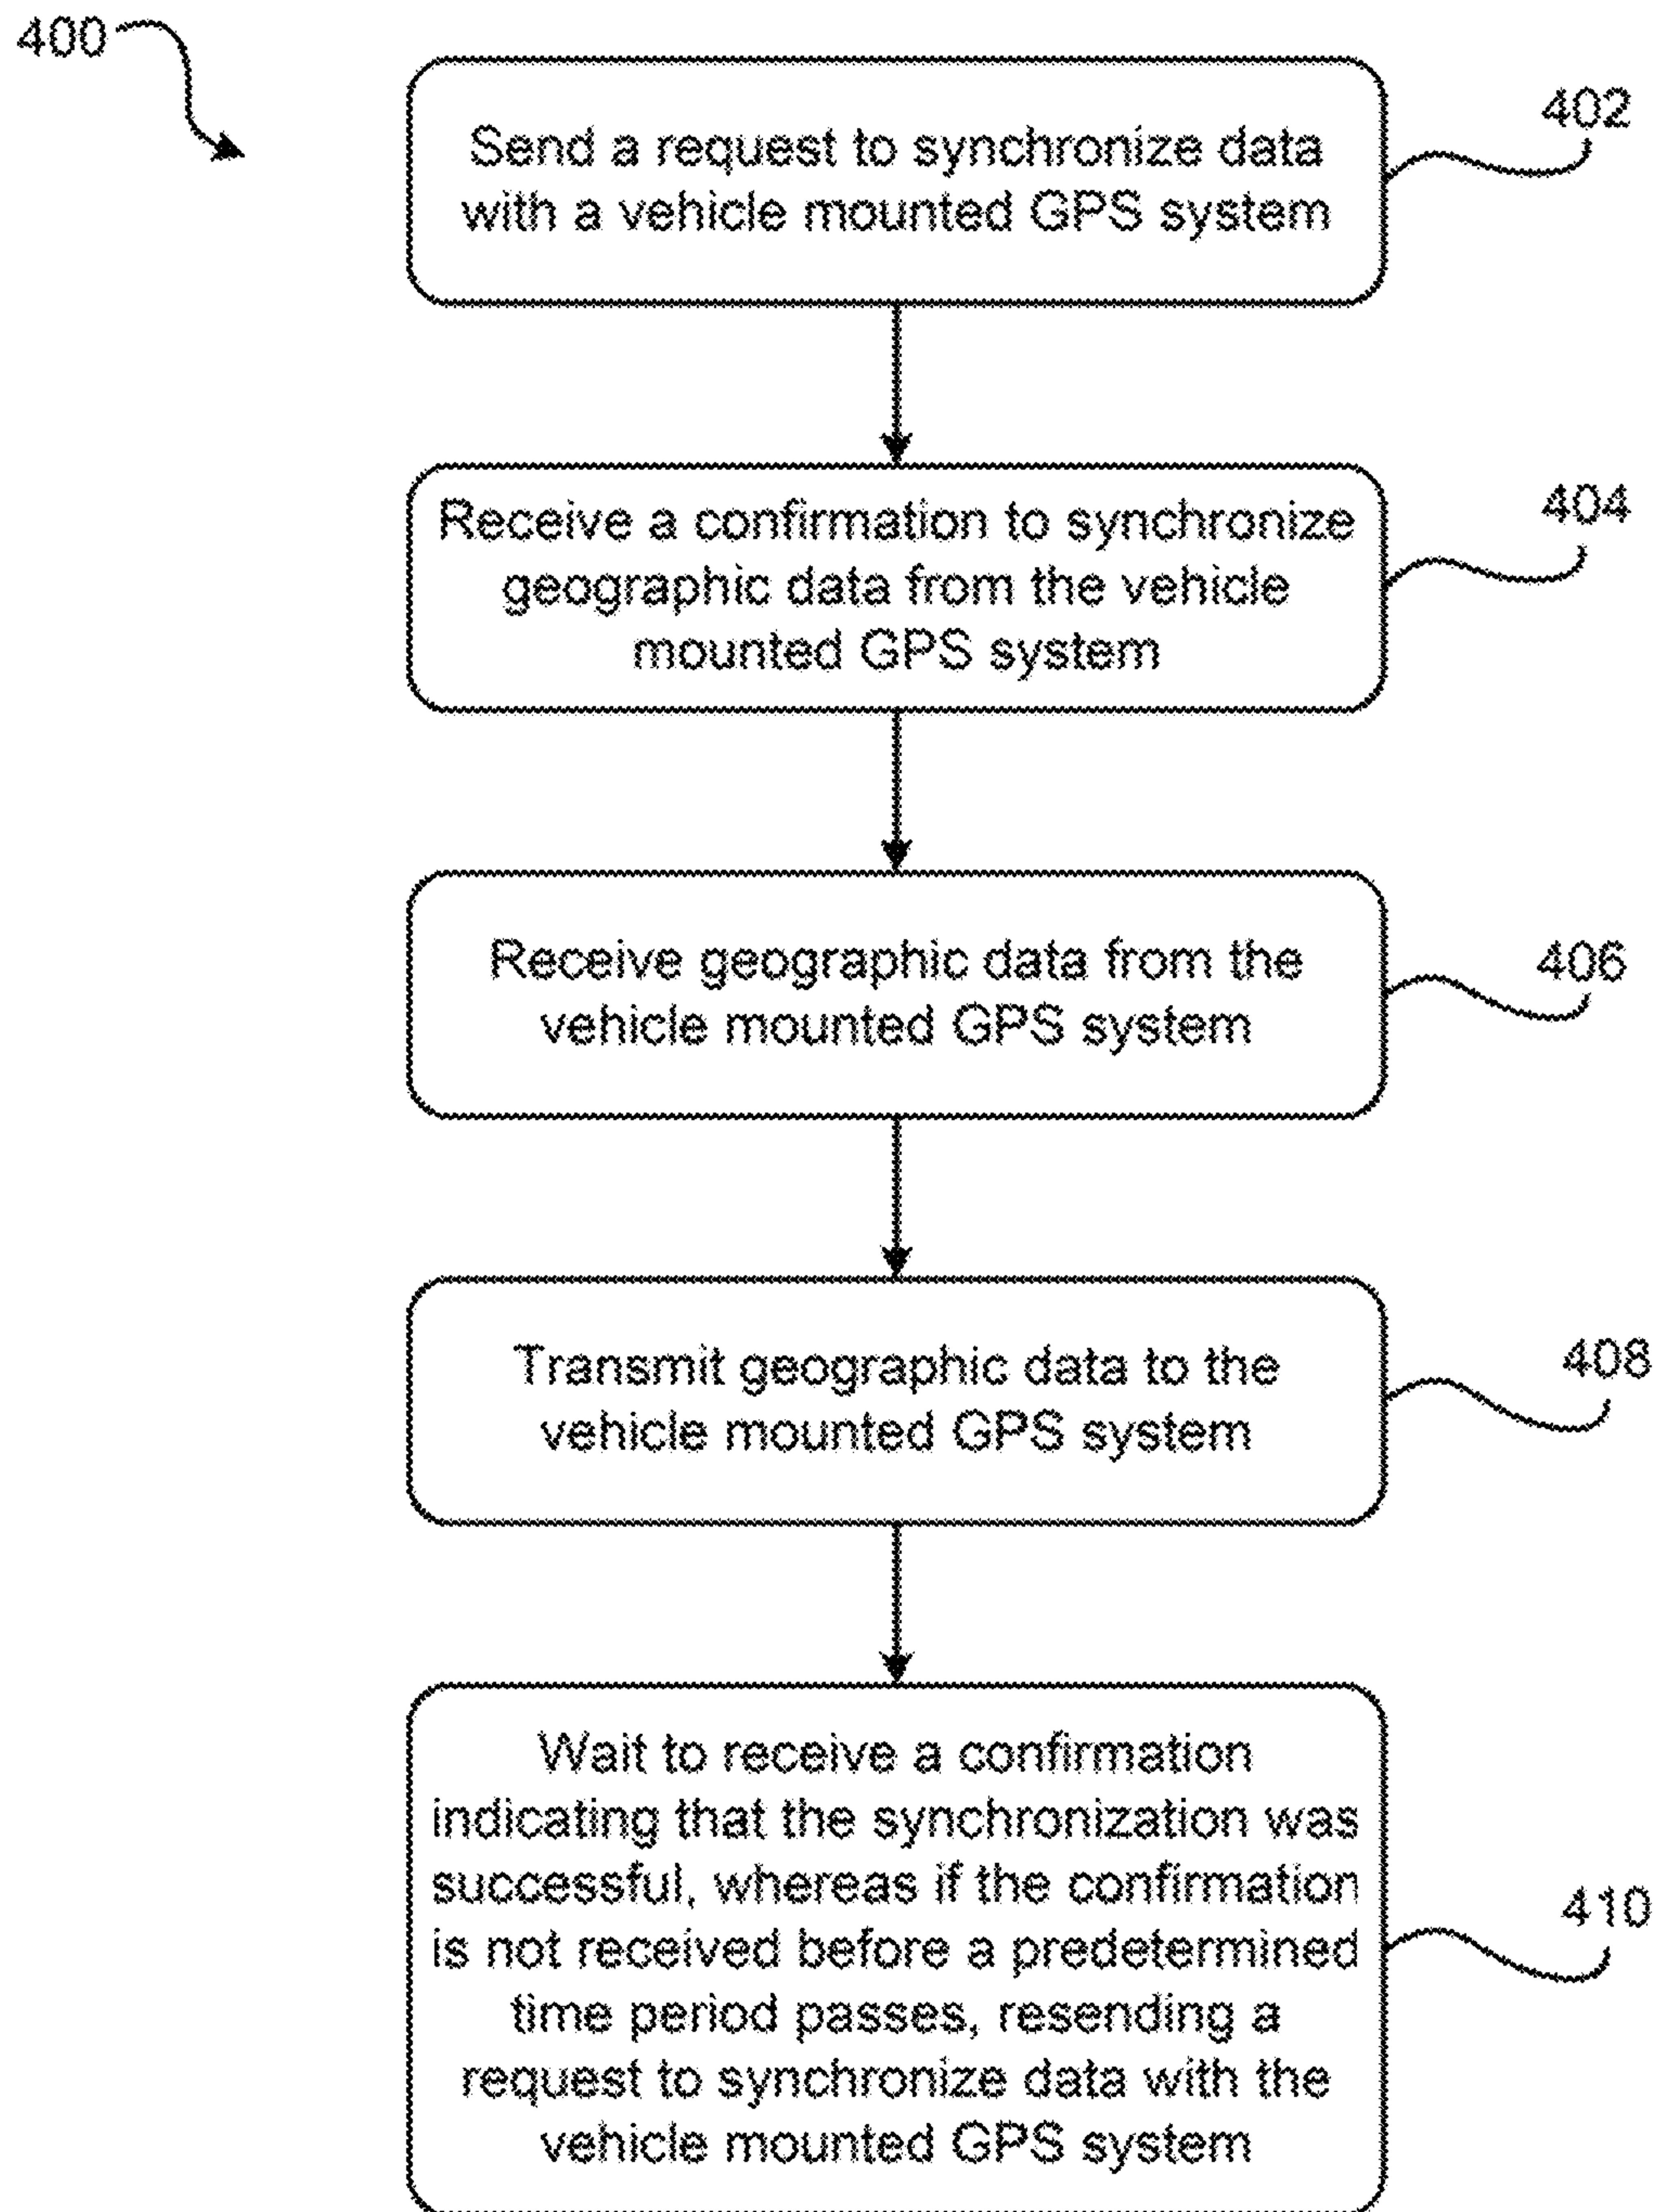 400
Send a request to synchronize data
with a vehicle mounted GPS system
402
Receive a confirmation to synchronize
geographic data from the vehicle
mounted GPS system
404
Receive geographic data from the
vehicle mounted GPS system
406
Transmit geographic data to the
vehicle mounted GPS system
408
Wait to receive a confirmation
indicating that the synchronization was
successful, whereas if the confirmation
is not received before a predetermined
time period passes, resending a
request to synchronize data with the
vehicle mounted GPS system
410